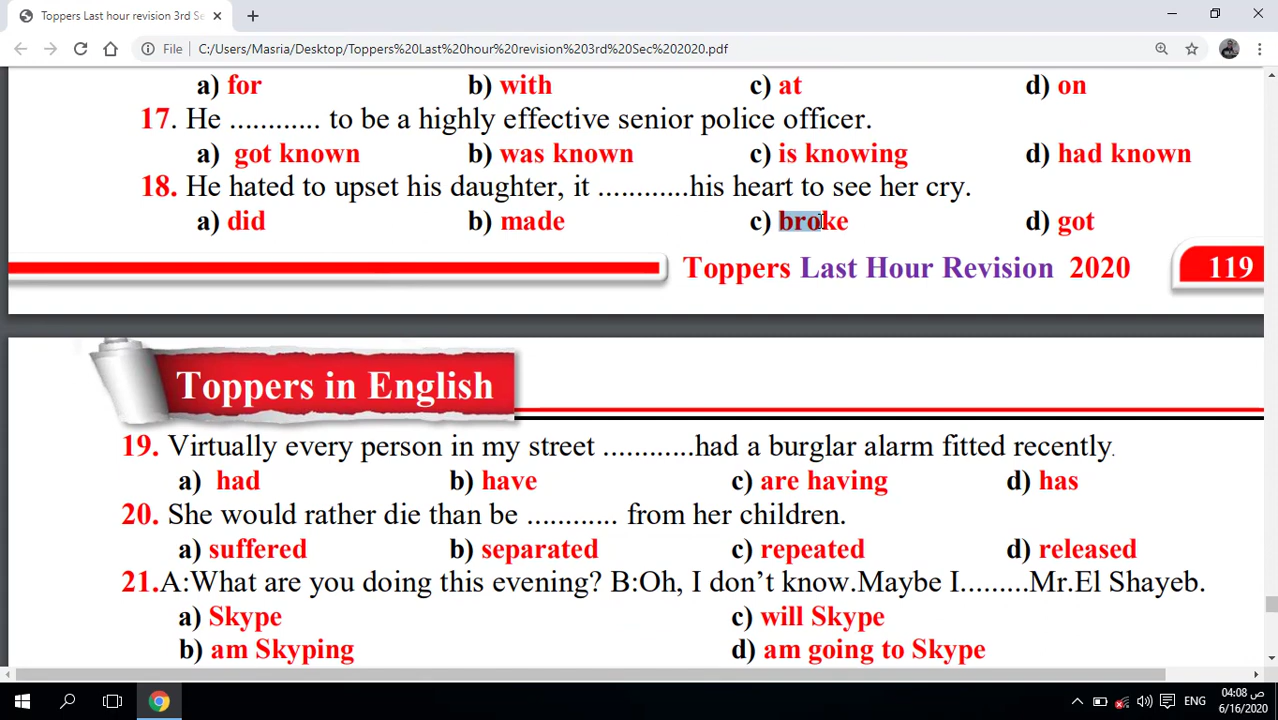 Toppers Last hour revision 3rd Se
File C:/Users/Masria/Desktop/Toppers%20Last%20hour%20revision%203rd%20Sec%202020.pdf
a) for b) with c) at d) on
17. He ............ to be a highly effective senior police officer.
a) got known b) was known c) is knowing d) had known
18. He hated to upset his daughter, it ............his heart to see her cry.
a) did b) made c) broke d) got
Toppers Last Hour Revision 2020 119
Toppers in English
19. Virtually every person in my street ............had a burglar alarm fitted recently.
a) had b) have c) are having d) has
20. She would rather die than be ............ from her children.
a) suffered b) separated c) repeated d) released
21.A:What are you doing this evening? B:Oh, I don’t know.Maybe I.........Mr.El Shayeb.
a) Skype c) will Skype
b) am Skyping d) am going to Skype
ENG
04:08 ص
6/16/2020